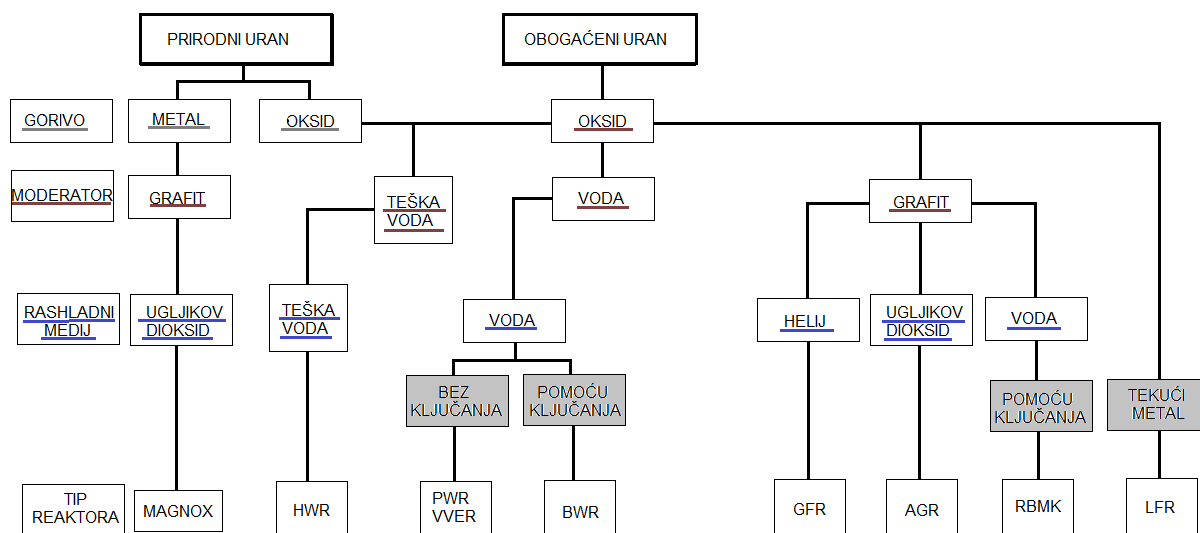 PRIRODNI URAN
OBOGAĆENI URAN
GORIVO
METAL
OKSID
OKSID
MODERATOR
GRAFIT
TEŠKA
VODA
VODA
GRAFIT
RASHLADNI
MEDIJ
UGLJIKOV
DIOKSID
TEŠKA
VODA
VODA
HELIJ
UGLJIKOV
DIOKSID
VODA
BEZ
KLJUČANJA
POMOĆU
KLJUČANJA
POMOĆU
KLJUČANJA
TEKUĆI
METAL
TIP
REAKTORA
MAGNOX
HWR
PWR
VVER
BWR
GFR
AGR
RBMK
LFR